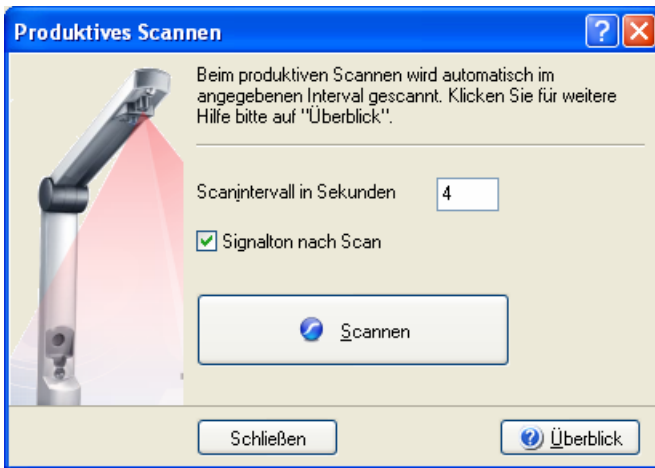 Produktives Scannen
Beim produktiven Scannen wird automatisch im
angegebenen Interval gescannt. Klicken Sie für weitere
Hilfe bitte auf "Überblick".
Scanintervall in Sekunden 4
Signalton nach Scan
Scannen
Schließen
Überblick